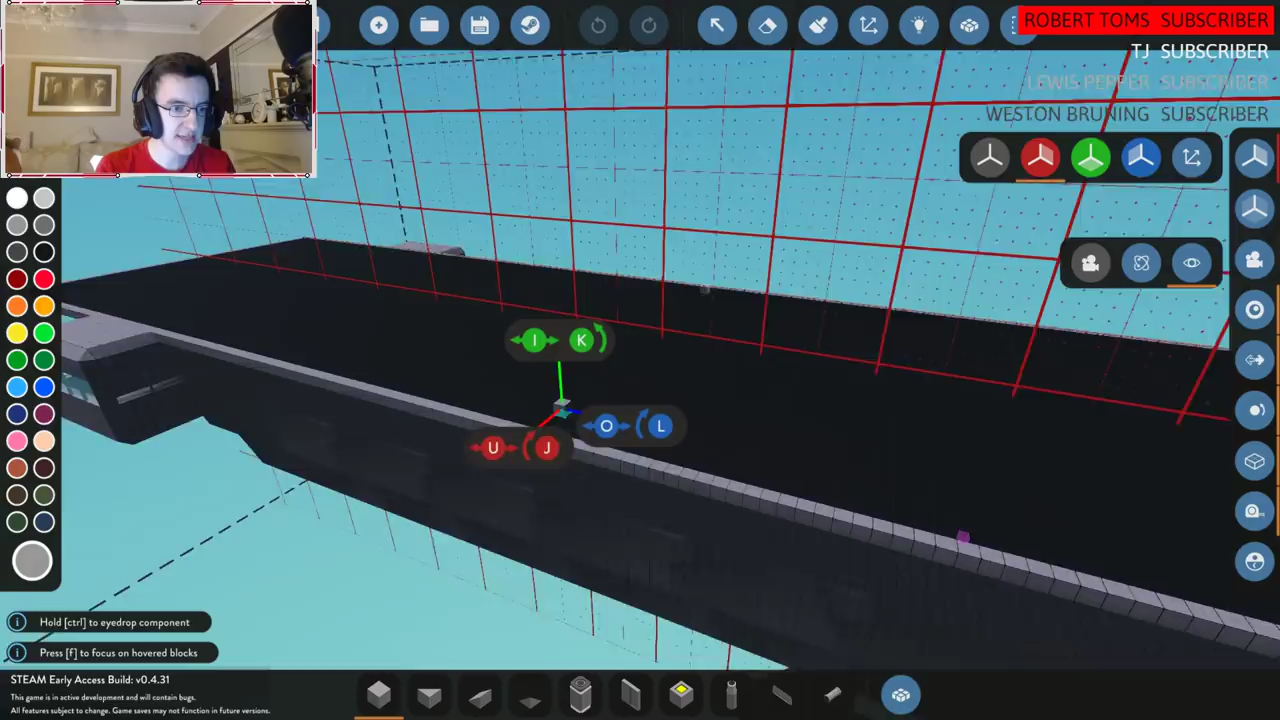 ROBERT TOMS SUBSCRIBER
TJ SUBSCRIBER
LEWIS PEPPER SUBSCRIBER
WESTON BRUNING SUBSCRIBER
I K
O L
U J
Hold [ctrl] to eyedrop component
Press [f] to focus on hovered blocks
STEAM Early Access Build: v0.4.31
This game is in active development and will contain bugs.
All features subject to change. Game saves may not function in future versions.